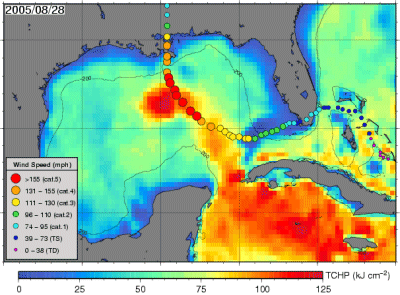 2005/08/28
Wind Speed (mph)
>155 (cat.5)
131 – 155 (cat.4)
111 – 130 (cat.3)
96 – 110 (cat.2)
74 – 95 (cat.1)
39 – 73 (TS)
0 – 38 (TD)
0 25 50 75 100 125 TCHP (kJ cm⁻²)